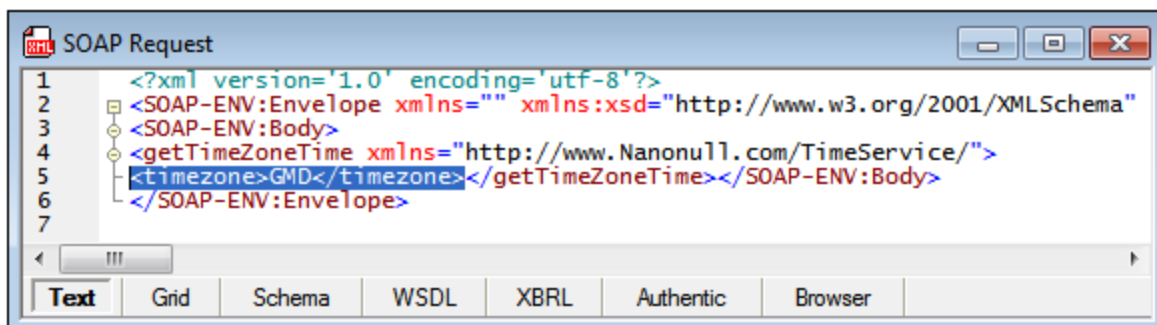 SOAP Request
1 <?xml version='1.0' encoding='utf-8'?>
2 <SOAP-ENV:Envelope xmlns="" xmlns:xsd="http://www.w3.org/2001/XMLSchema"
3 <SOAP-ENV:Body>
4 <getTimeZoneTime xmlns="http://www.Nanonull.com/TimeService/">
5 <timezone>GMD</timezone></getTimeZoneTime></SOAP-ENV:Body>
6 </SOAP-ENV:Envelope>
7
Text Grid Schema WSDL XBRL Authentic Browser